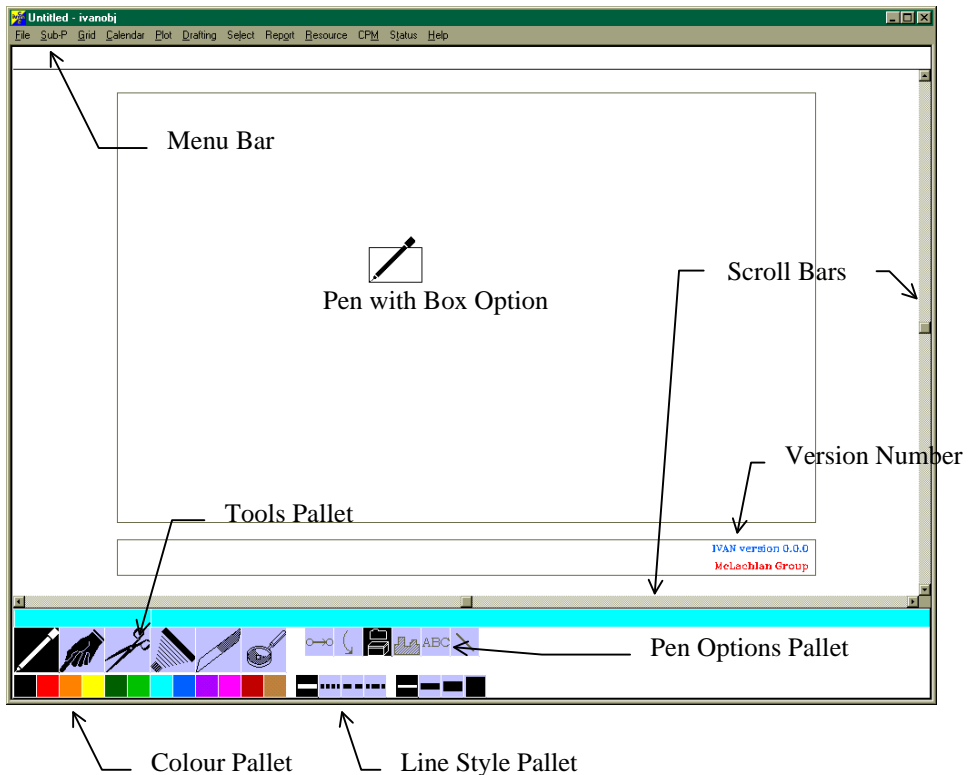 Untitled - ivanobj
File Sub-P Grid Calendar Plot Drafting Select Report Resource CPM Status Help
Menu Bar
Scroll Bars
Pen with Box Option
Version Number
Tools Pallet
IVAN version 0.0.0
McLachlan Group
ABC
Pen Options Pallet
Colour Pallet
Line Style Pallet